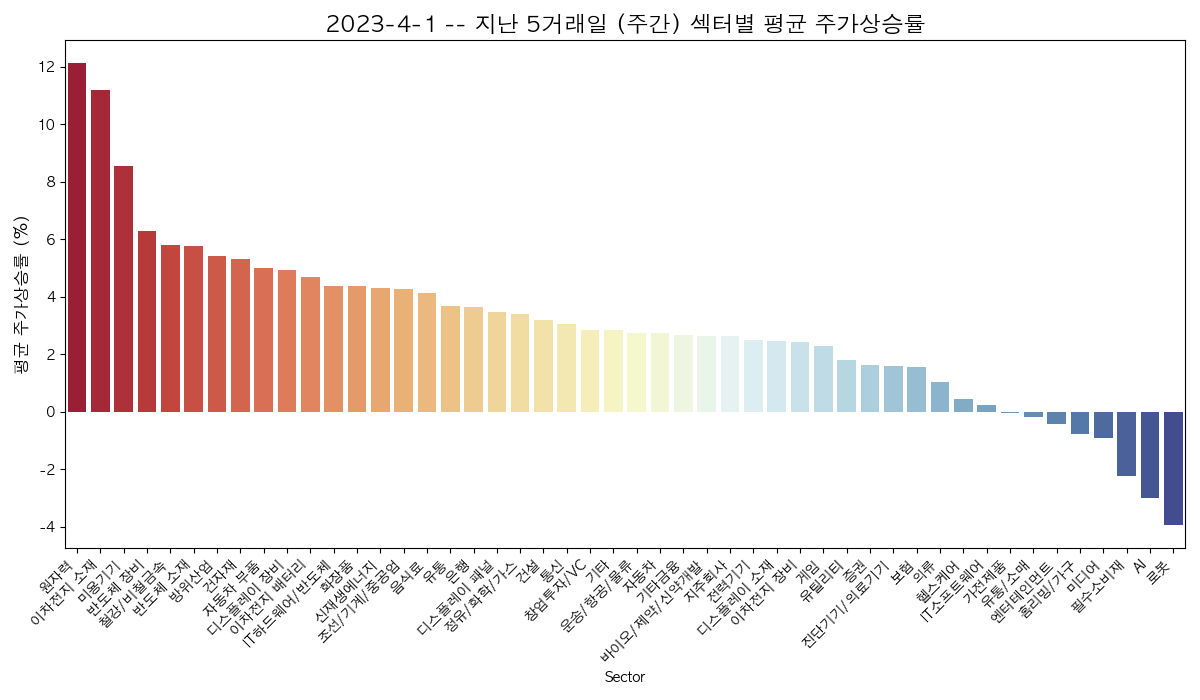 2023-4-1 -- 지난 5거래일 (주간) 섹터별 평균 주가상승률
평균 주가상승률 (%)
12
10
8
6
4
2
0
-2
-4
원자력
이차전지 소재
미용기기
반도체 장비
철강/비철금속
반도체 소재
방위산업
건자재
자동차 부품
디스플레이 장비
이차전지 배터리
IT하드웨어/반도체
화장품
신재생에너지
조선/기계/중공업
음식료
유통
은행
디스플레이 패널
정유/화학/가스
건설
통신
창업투자/VC
기타
운송/항공/물류
자동차
기타금융
바이오/제약/신약개발
지주회사
전력기기
디스플레이 소재
이차전지 장비
게임
유틸리티
증권
진단기기/의료기기
보험
의류
헬스케어
IT소프트웨어
가전제품
유통/소매
엔터테인먼트
홈리빙/가구
미디어
필수소비재
AI
로봇
Sector